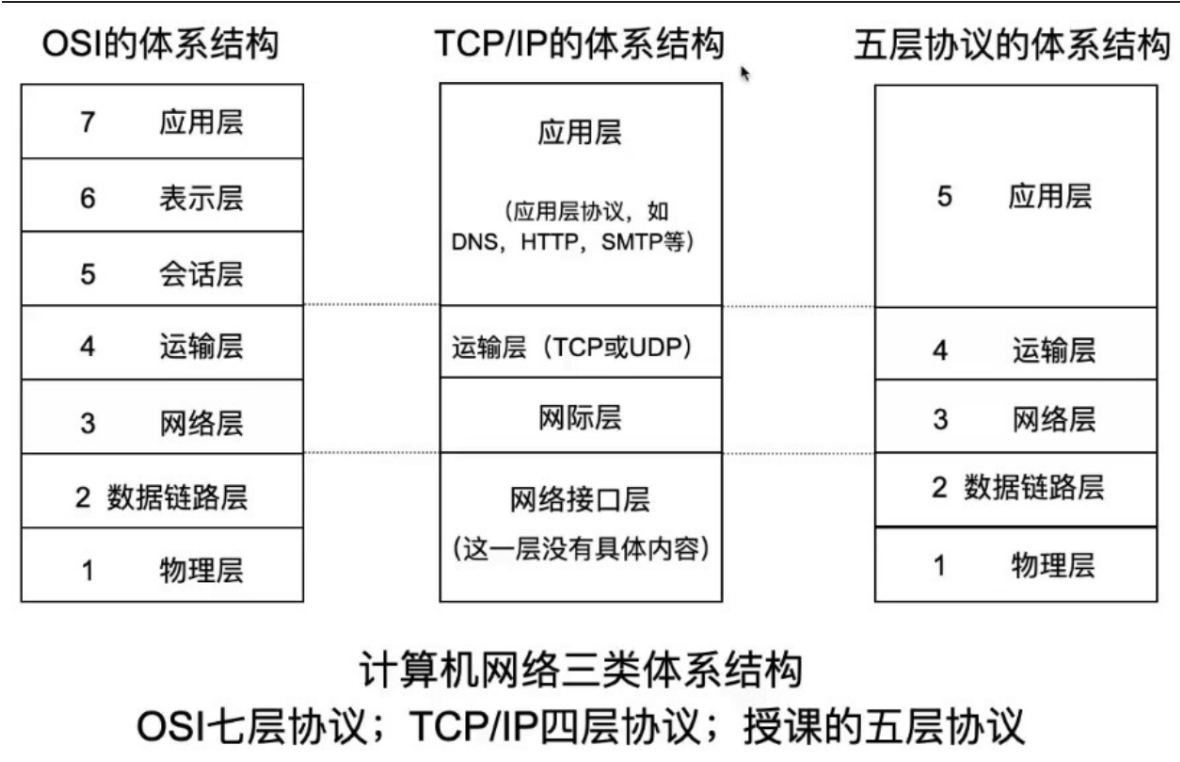 OSI的体系结构
7 应用层
6 表示层
5 会话层
4 运输层
3 网络层
2 数据链路层
1 物理层
TCP/IP的体系结构
应用层
（应用层协议，如
DNS，HTTP，SMTP等）
运输层（TCP或UDP）
网际层
网络接口层
（这一层没有具体内容）
五层协议的体系结构
5 应用层
4 运输层
3 网络层
2 数据链路层
1 物理层
计算机网络三类体系结构
OSI七层协议；TCP/IP四层协议；授课的五层协议